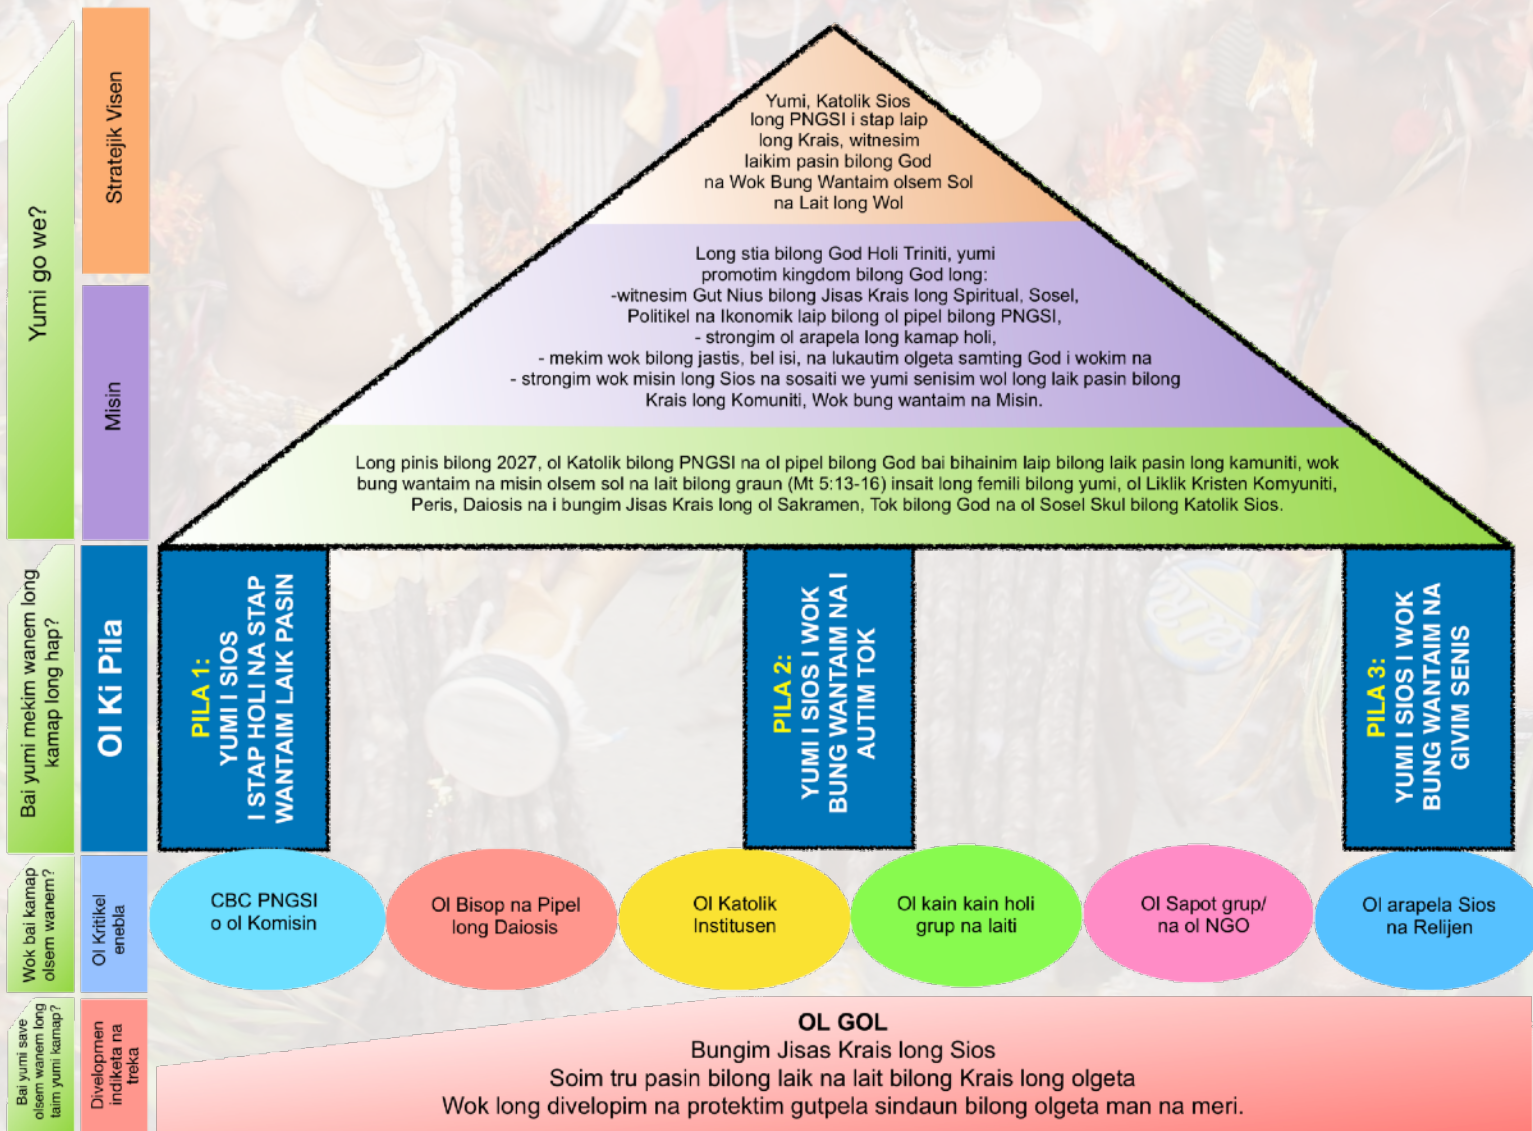 Yumi go we?
Stratejik Visen
Misin
Yumi, Katolik Sios
long PNGSI i stap laip
long Krais, witnesim
laikim pasin bilong God
na Wok Bung Wantaim olsem Sol
na Lait long Wol
Long stia bilong God Holi Triniti, yumi
promotim kingdom bilong God long:
-witnesim Gut Nius bilong Jisas Krais long Spiritual, Sosel,
Politikel na Ikonomik laip bilong ol pipel bilong PNGSI,
- strongim ol arapela long kamap holi,
- mekim wok bilong jastis, bel isi, na lukautim olgeta samting God i wokim na
- strongim wok misin long Sios na sosaiti we yumi senisim wol long laik pasin bilong
Krais long Komuniti, Wok bung wantaim na Misin.
Long pinis bilong 2027, ol Katolik bilong PNGSI na ol pipel bilong God bai bihainim laip bilong laik pasin long kamuniti, wok
bung wantaim na misin olsem sol na lait bilong graun (Mt 5:13-16) insait long femili bilong yumi, ol Liklik Kristen Komyuniti,
Peris, Daiosis na i bungim Jisas Krais long ol Sakramen, Tok bilong God na ol Sosel Skul bilong Katolik Sios.
Bai yumi mekim wanem long
kamap long hap?
Ol Ki Pila
PILA 1:
YUMI I SIOS
I STAP HOLI NA STAP
WANTAIM LAIK PASIN
PILA 2:
YUMI I SIOS I WOK
BUNG WANTAIM NA I
AUTIM TOK
PILA 3:
YUMI I SIOS I WOK
BUNG WANTAIM NA
GIVIM SENIS
Wok bai kamap
olsem wanem?
Ol Kritikel
enebla
CBC PNGSI
o ol Komisin
Ol Bisop na Pipel
long Daiosis
Ol Katolik
Institusen
Ol kain kain holi
grup na laiti
Ol Sapot grup/
na ol NGO
Ol arapela Sios
na Relijen
Bai yumi save
olsem wanem long
taim yumi kamap?
Divelopmen
indiketa na
treka
OL GOL
Bungim Jisas Krais long Sios
Soim tru pasin bilong laik na lait bilong Krais long olgeta
Wok long divelopim na protektim gutpela sindaun bilong olgeta man na meri.